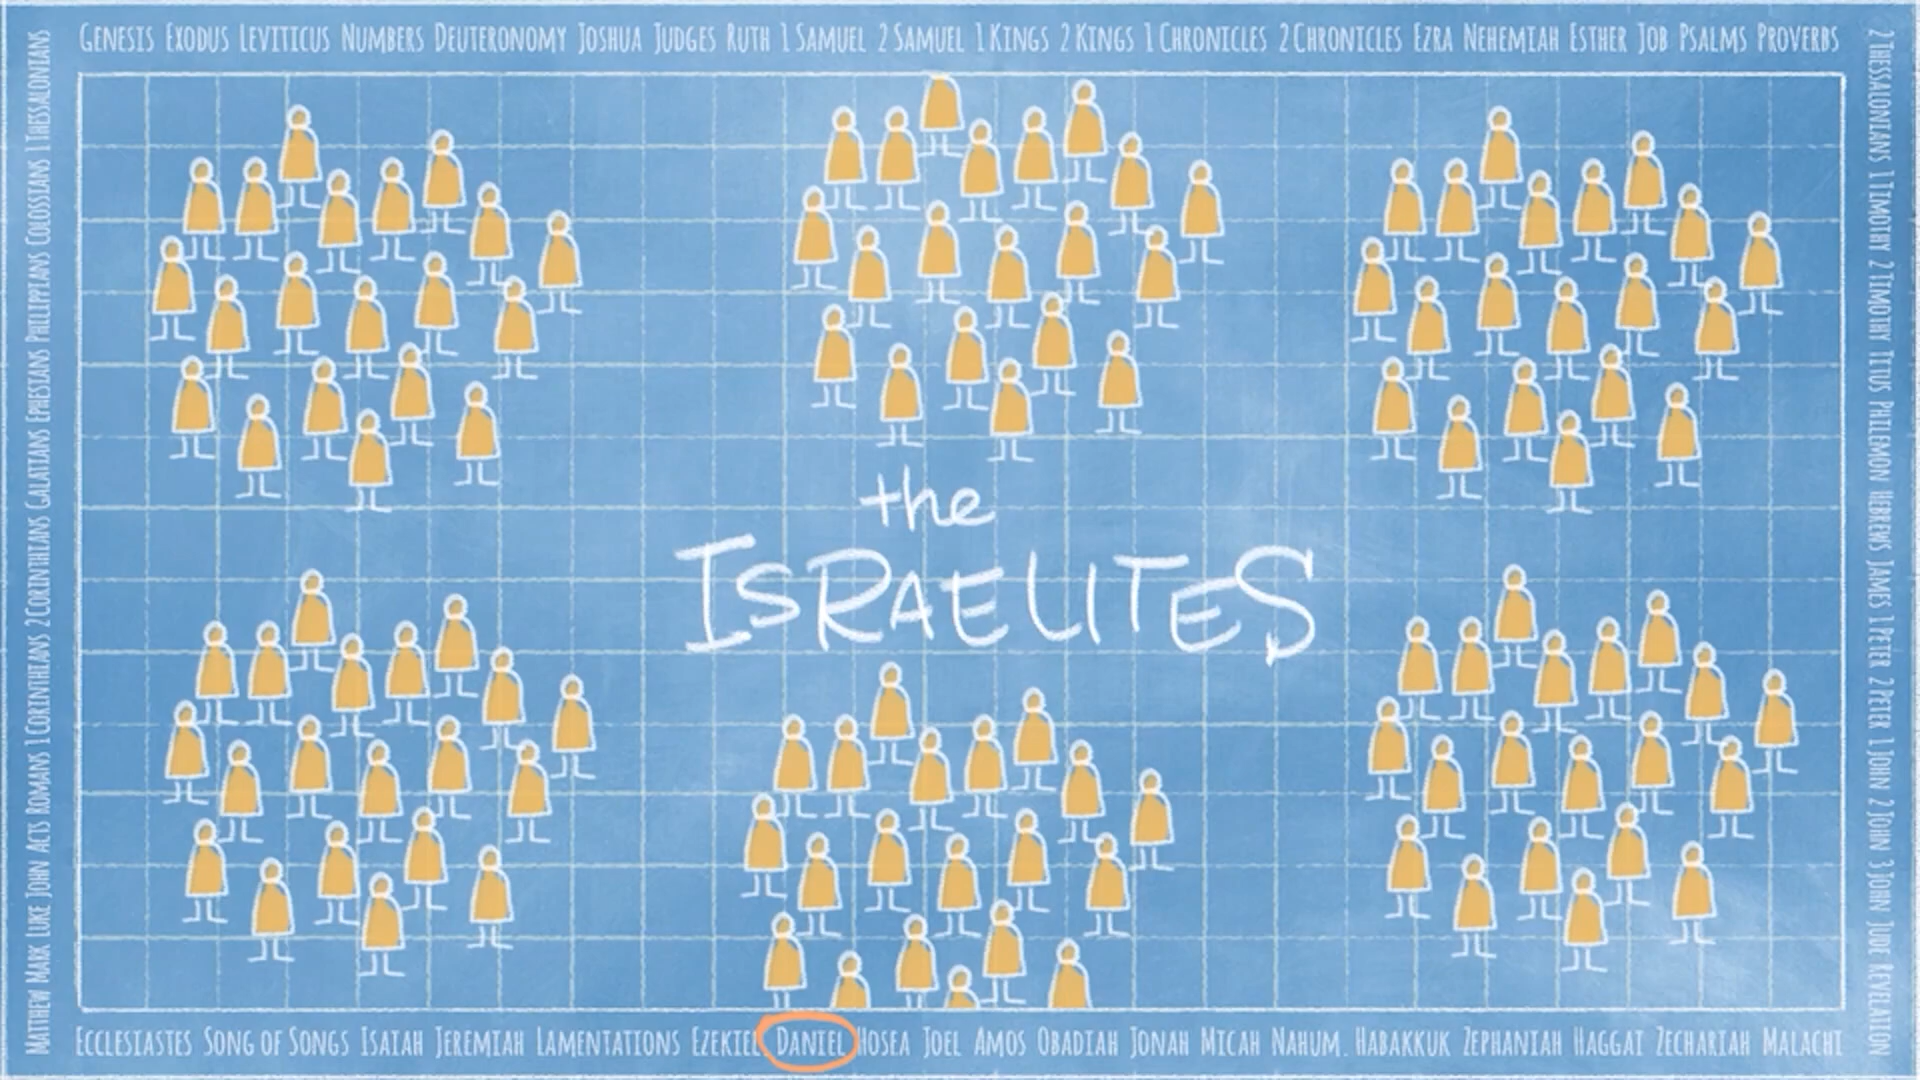 GENESIS EXODUS LEVITICUS NUMBERS DEUTERONOMY JOSHUA JUDGES RUTH 1 SAMUEL 2 SAMUEL 1 KINGS 2 KINGS 1 CHRONICLES 2 CHRONICLES EZRA NEHEMIAH ESTHER JOB PSALMS PROVERBS
the
ISRAELITES
ECCLESIASTES SONG OF SONGS ISAIAH JEREMIAH LAMENTATIONS EZEKIEL DANIEL HOSEA JOEL AMOS OBADIAH JONAH MICAH NAHUM. HABAKKUK ZEPHANIAH HAGGAI ZECHARIAH MALACHI
MATTHEW MARK LUKE JOHN ACTS ROMANS 1 CORINTHIANS 2 CORINTHIANS GALATIANS EPHESIANS PHILIPPIANS COLOSSIANS 1 THESSALONIANS
2 THESSALONIANS 1 TIMOTHY 2 TIMOTHY TITUS PHILEMON HEBREWS JAMES 1 PETER 2 PETER 1 JOHN 2 JOHN 3 JOHN JUDE REVELATION